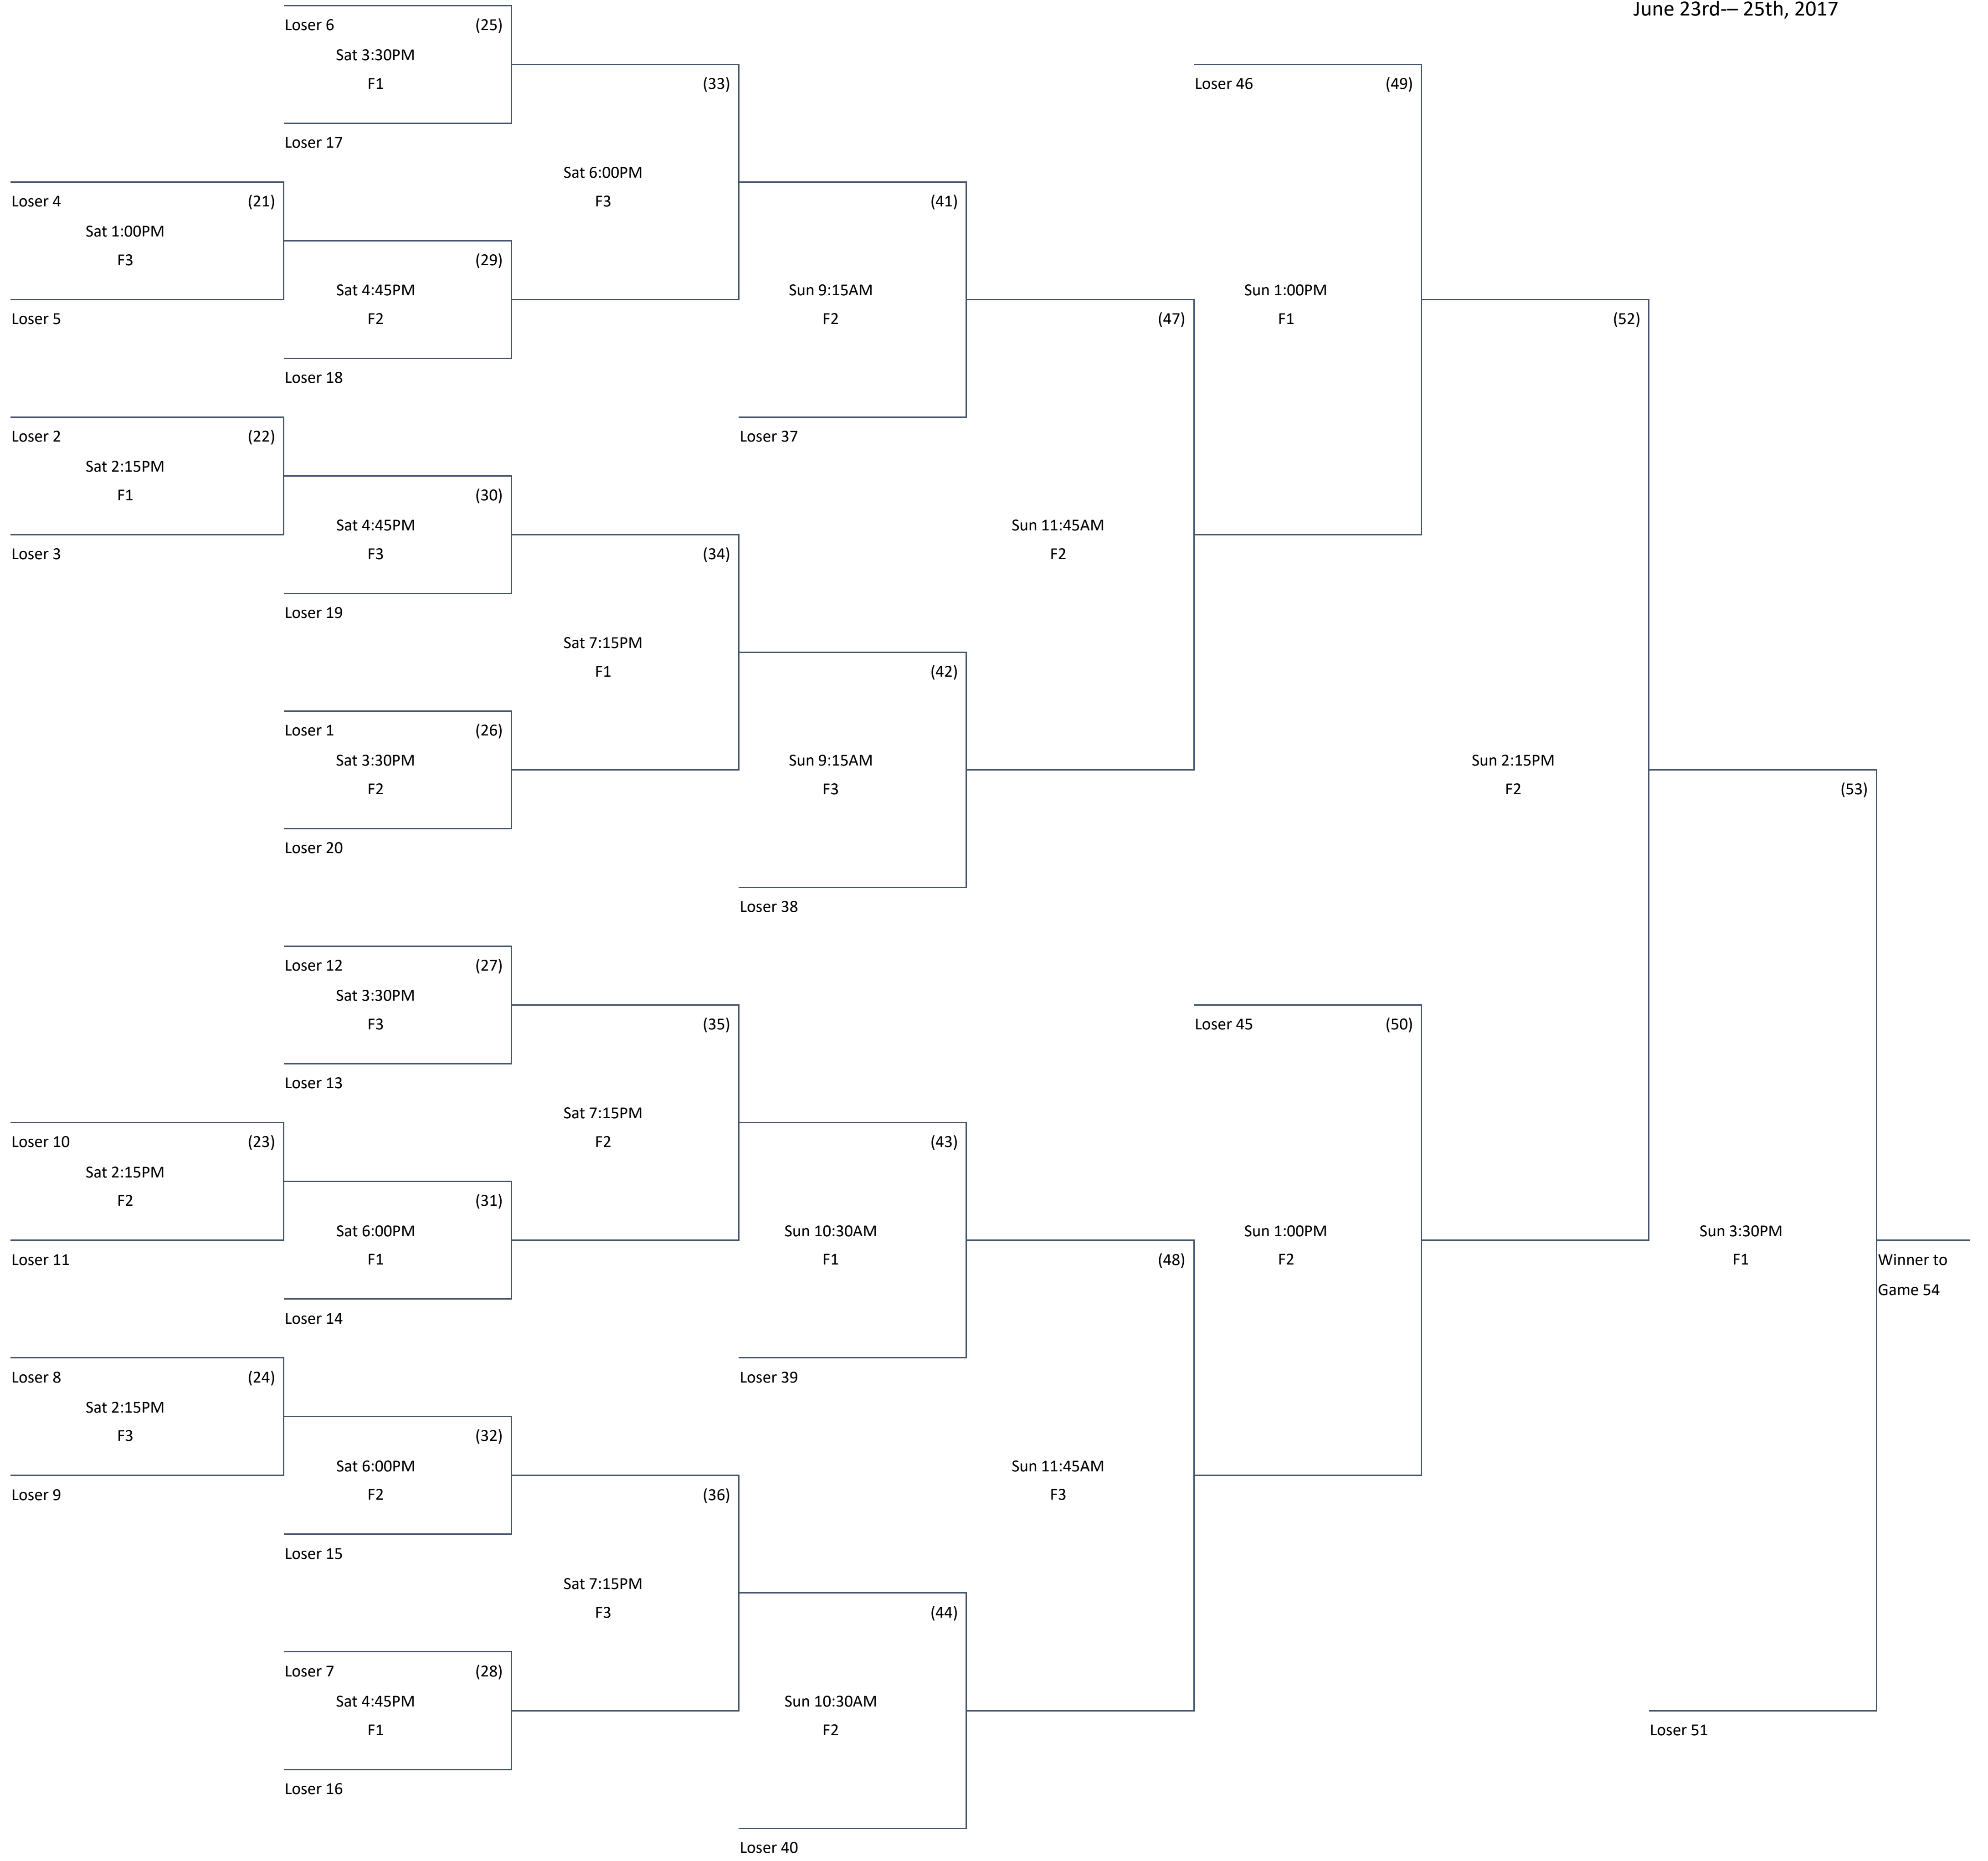 June 23rd-– 25th, 2017
Loser 6 (25)
Sat 3:30PM
F1
(33)
Loser 46 (49)
Loser 17
Sat 6:00PM
F3
Loser 4 (21)
(41)
Sat 1:00PM
F3
(29)
Sat 4:45PM
F2
Sun 9:15AM
F2
Sun 1:00PM
F1
Loser 5
(47)
(52)
Loser 18
Loser 2 (22)
Loser 37
Sat 2:15PM
F1
(30)
Sat 4:45PM
F3
Sun 11:45AM
F2
Loser 3
(34)
Loser 19
Sat 7:15PM
F1
(42)
Loser 1 (26)
Sat 3:30PM
F2
Sun 9:15AM
F3
Sun 2:15PM
F2
(53)
Loser 20
Loser 38
Loser 12 (27)
Sat 3:30PM
F3
(35)
Loser 45 (50)
Loser 13
Sat 7:15PM
F2
Loser 10 (23)
(43)
Sat 2:15PM
F2
(31)
Sat 6:00PM
F1
Sun 10:30AM
F1
Sun 1:00PM
F2
Sun 3:30PM
F1
Loser 11
(48)
Winner to
Game 54
Loser 14
Loser 8 (24)
Loser 39
Sat 2:15PM
F3
(32)
Sat 6:00PM
F2
Sun 11:45AM
F3
Loser 9
(36)
Loser 15
Sat 7:15PM
F3
(44)
Loser 7 (28)
Sat 4:45PM
F1
Sun 10:30AM
F2
Loser 51
Loser 16
Loser 40